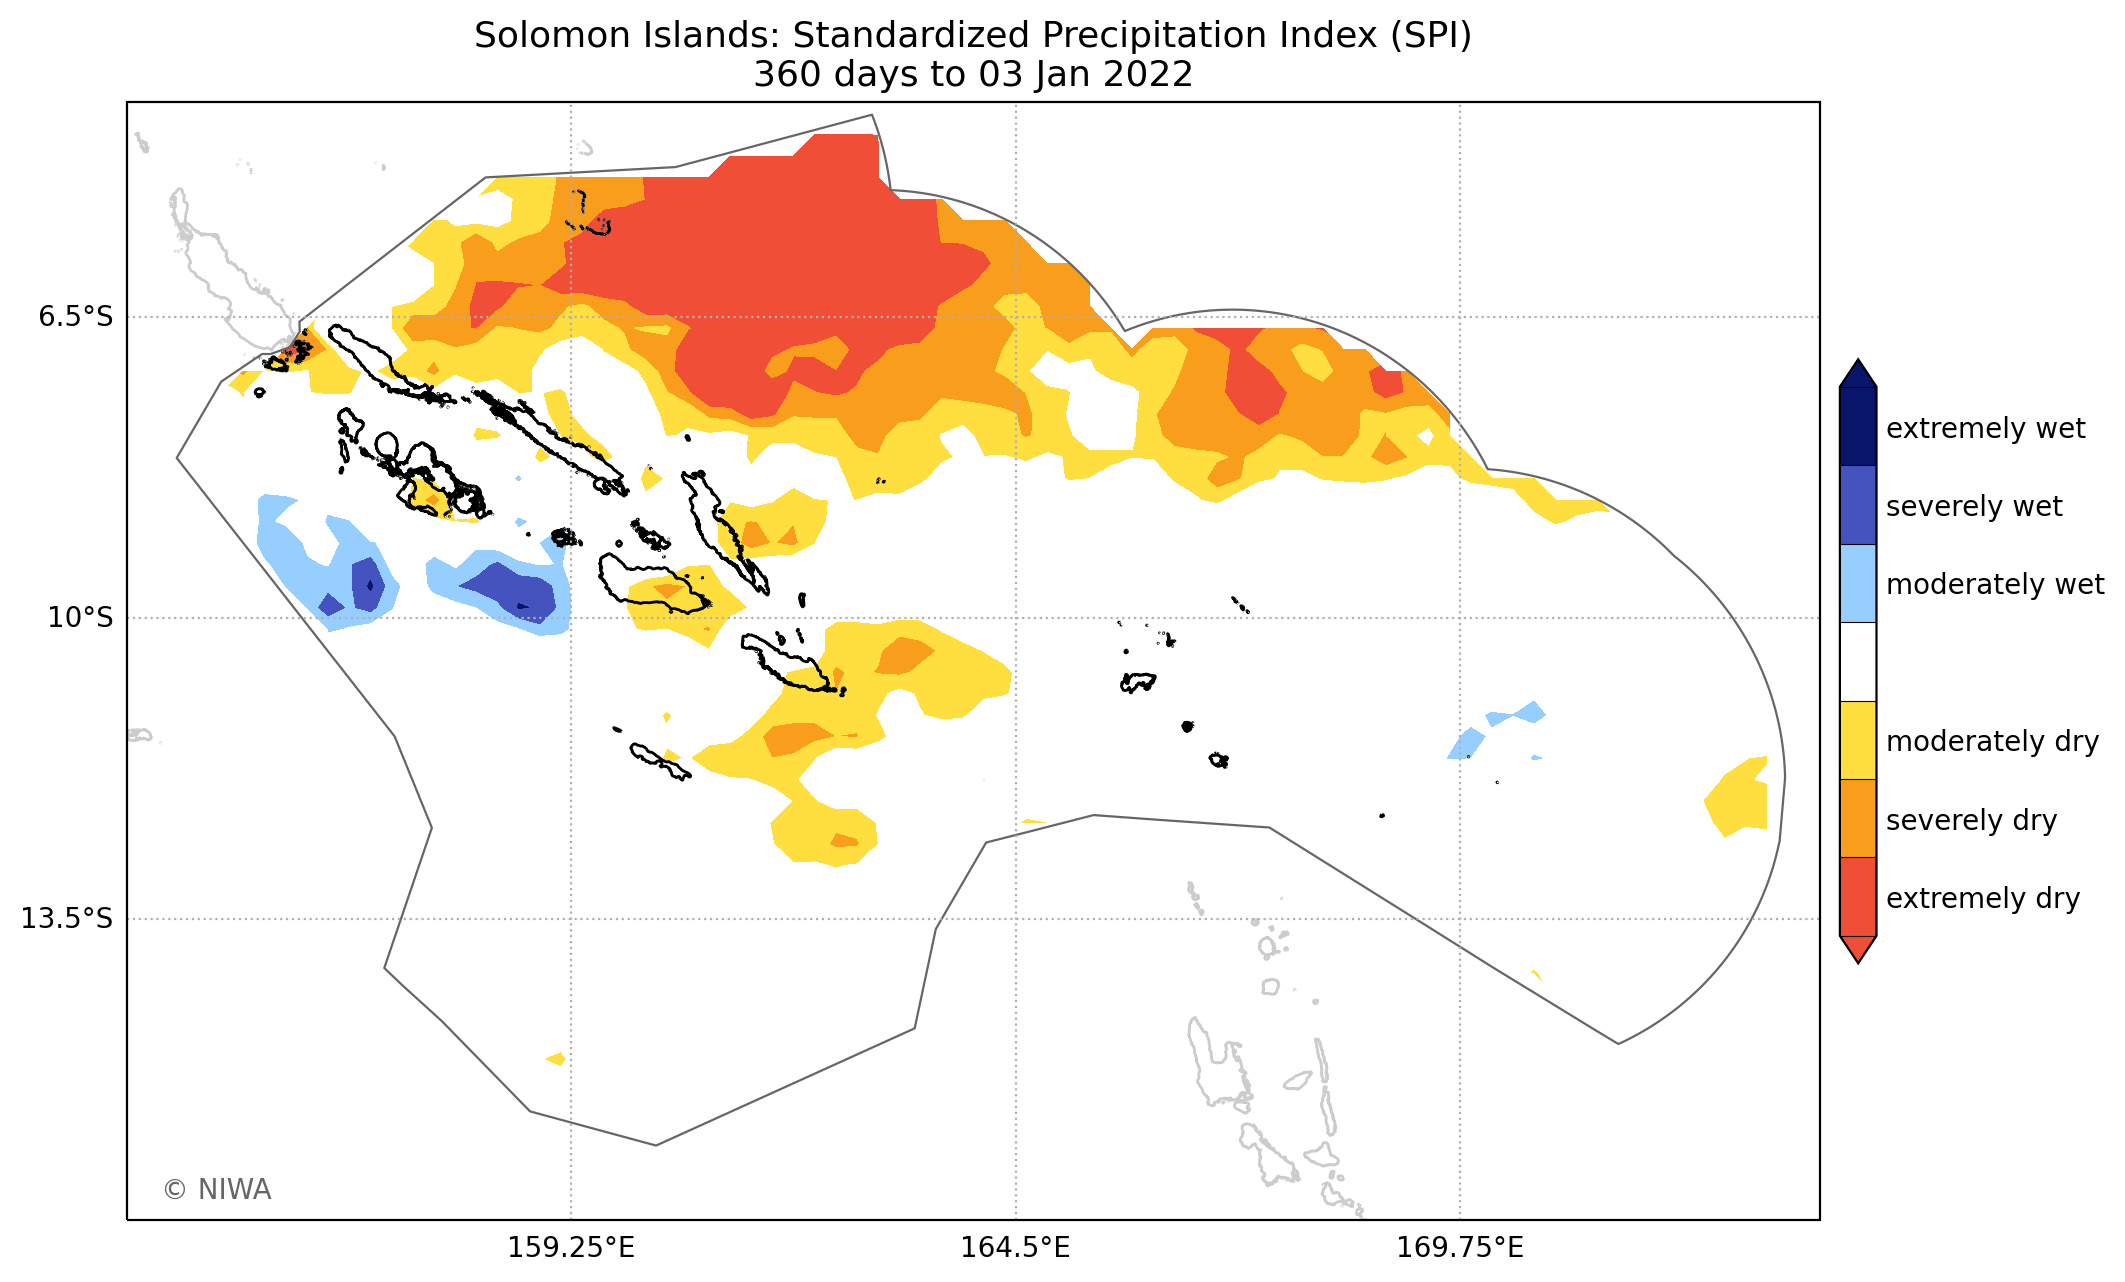 Solomon Islands: Standardized Precipitation Index (SPI)
360 days to 03 Jan 2022
6.5°S
10°S
13.5°S
159.25°E
164.5°E
169.75°E
extremely wet
severely wet
moderately wet
moderately dry
severely dry
extremely dry
© NIWA